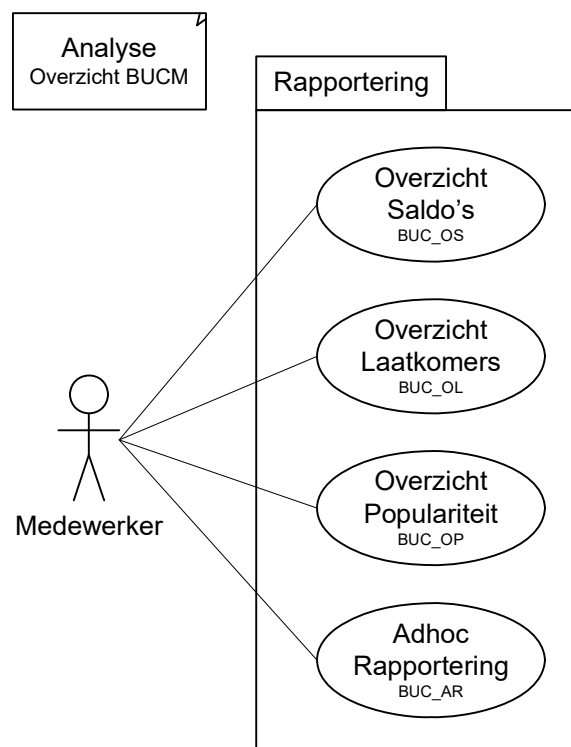 Analyse
Overzicht BUCM
Rapportering
Overzicht
Saldo’s
BUC_OS
Overzicht
Laatkomers
BUC_OL
Medewerker
Overzicht
Populariteit
BUC_OP
Adhoc
Rapportering
BUC_AR